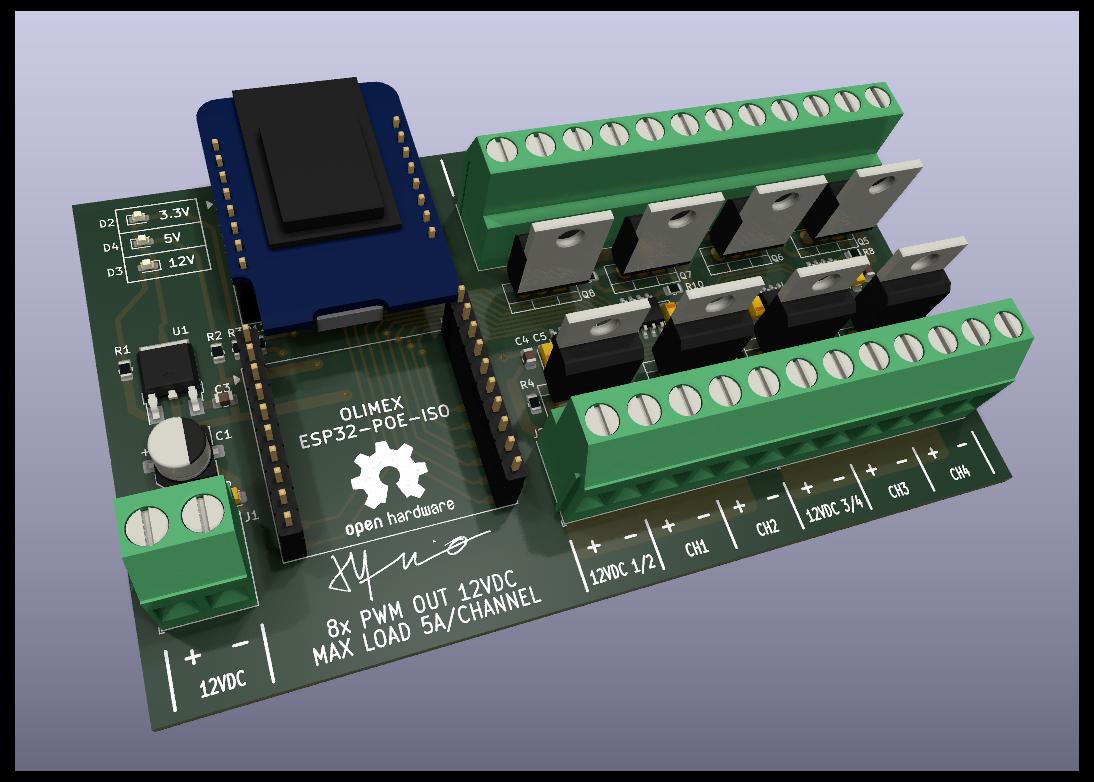 D2 3.3V
D4 5V
D3 12V
U1
R1
R2
C3
C1
J1
Q8
Q7
Q6
Q5
R10
R8
C4 C5
R4
OLIMEX
ESP32-POE-ISO
open hardware
8x PWM OUT 12VDC
MAX LOAD 5A/CHANNEL
+ -
12VDC
+ - + - + - + - + - + -
12VDC 1/2 CH1 CH2 12VDC 3/4 CH3 CH4